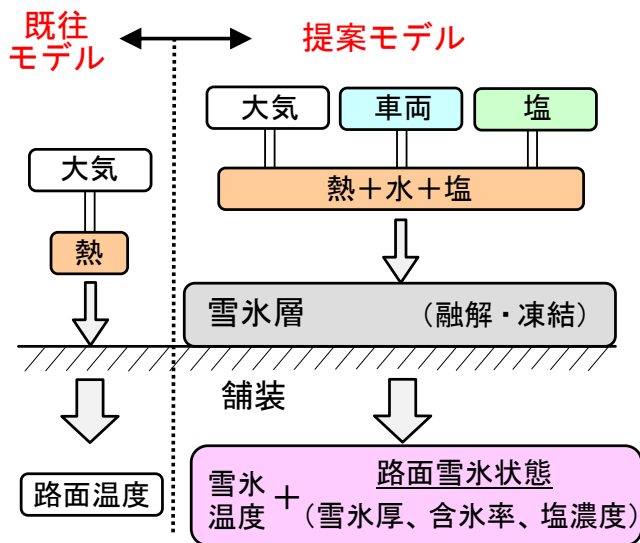 既往
モデル
提案モデル
大気
車両
塩
大気
熱＋水＋塩
熱
雪氷層 （融解・凍結）
舗装
路面温度
雪氷
温度
＋
路面雪氷状態
（雪氷厚、含氷率、塩濃度）